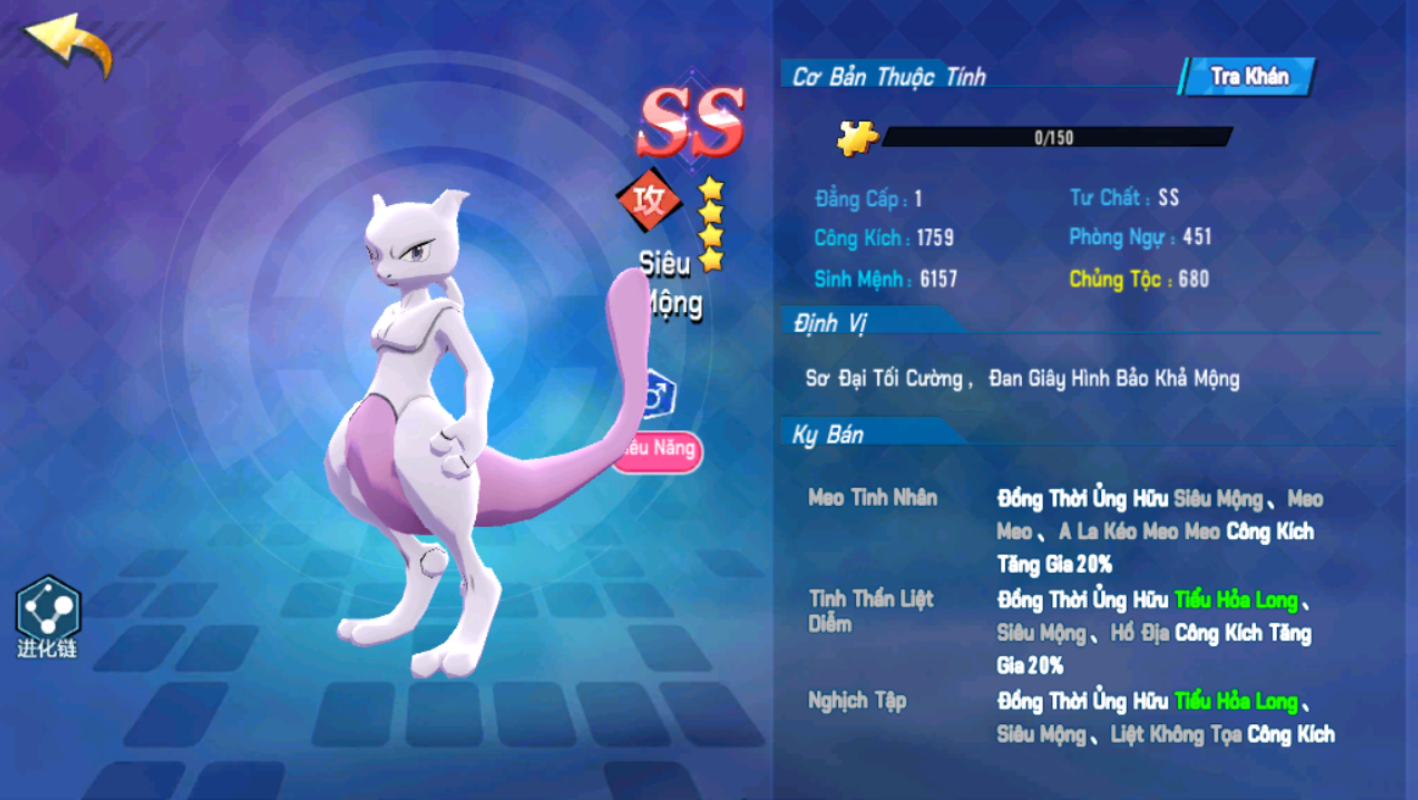 SS
攻
Siêu
Mộng
êu Năng
进化链
Cơ Bản Thuộc Tính
Tra Khán
0/150
Đẳng Cấp : 1
Tư Chất : SS
Công Kích : 1759
Phòng Ngự : 451
Sinh Mệnh : 6157
Chủng Tộc : 680
Định Vị
Sơ Đại Tối Cường , Đan Giây Hình Bảo Khả Mộng
Ky Bán
Meo Tinh Nhân
Đồng Thời Ủng Hữu Siêu Mộng、Meo
Meo、A La Kéo Meo Meo Công Kích
Tăng Gia 20%
Tinh Thần Liệt
Diễm
Đồng Thời Ủng Hữu Tiểu Hỏa Long、
Siêu Mộng、Hồ Địa Công Kích Tăng
Gia 20%
Nghịch Tập
Đồng Thời Ủng Hữu Tiểu Hỏa Long、
Siêu Mộng、Liệt Không Tọa Công Kích